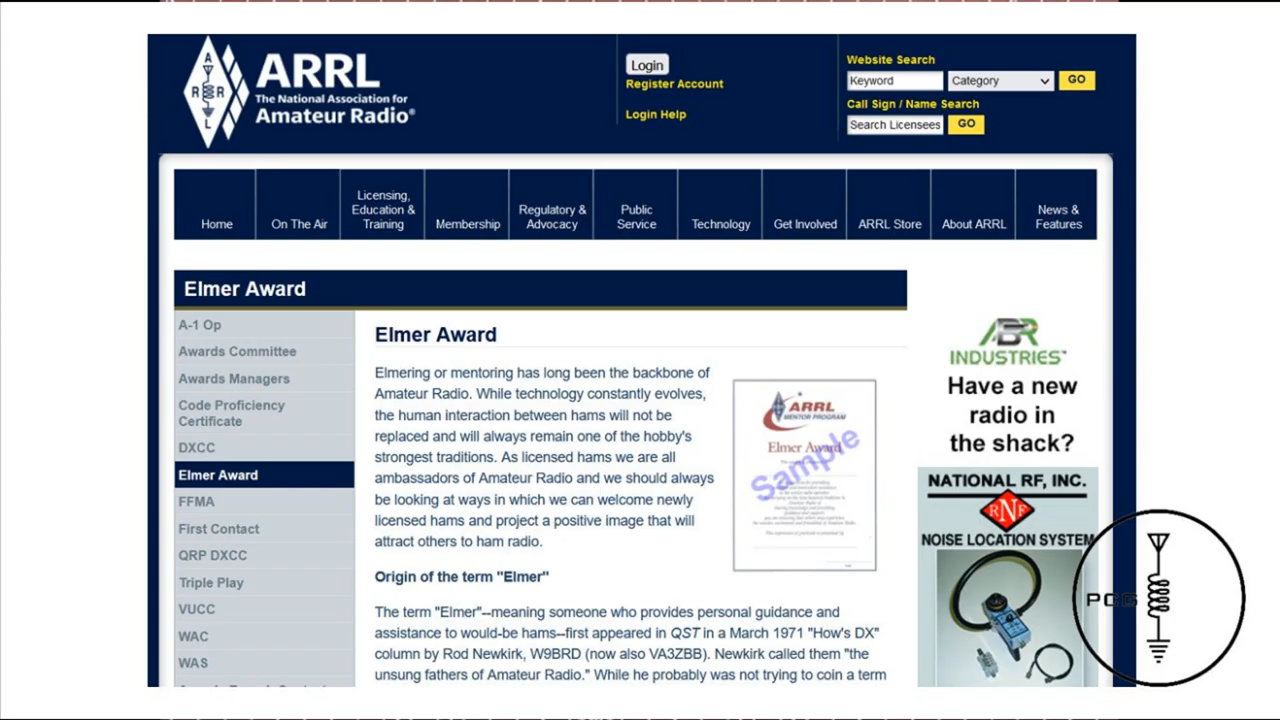 A
R R
L
ARRL
The National Association for
Amateur Radio®
Login
Register Account
Login Help
Website Search
Keyword Category GO
Call Sign / Name Search
Search Licensees GO
Home
On The Air
Licensing,
Education &
Training
Membership
Regulatory &
Advocacy
Public
Service
Technology
Get Involved
ARRL Store
About ARRL
News &
Features
Elmer Award
A-1 Op
Awards Committee
Awards Managers
Code Proficiency
Certificate
DXCC
Elmer Award
FFMA
First Contact
QRP DXCC
Triple Play
VUCC
WAC
WAS
Elmer Award
Elmering or mentoring has long been the backbone of
Amateur Radio. While technology constantly evolves,
the human interaction between hams will not be
replaced and will always remain one of the hobby's
strongest traditions. As licensed hams we are all
ambassadors of Amateur Radio and we should always
be looking at ways in which we can welcome newly
licensed hams and project a positive image that will
attract others to ham radio.
ARRL
MENTOR PROGRAM
Elmer Award
Sample
Origin of the term "Elmer"
The term "Elmer"--meaning someone who provides personal guidance and
assistance to would-be hams--first appeared in QST in a March 1971 "How's DX"
column by Rod Newkirk, W9BRD (now also VA3ZBB). Newkirk called them "the
unsung fathers of Amateur Radio." While he probably was not trying to coin a term
ABR
INDUSTRIES™
Have a new
radio in
the shack?
NATIONAL RF, INC.
RNF
NOISE LOCATION SYSTEM
PCG